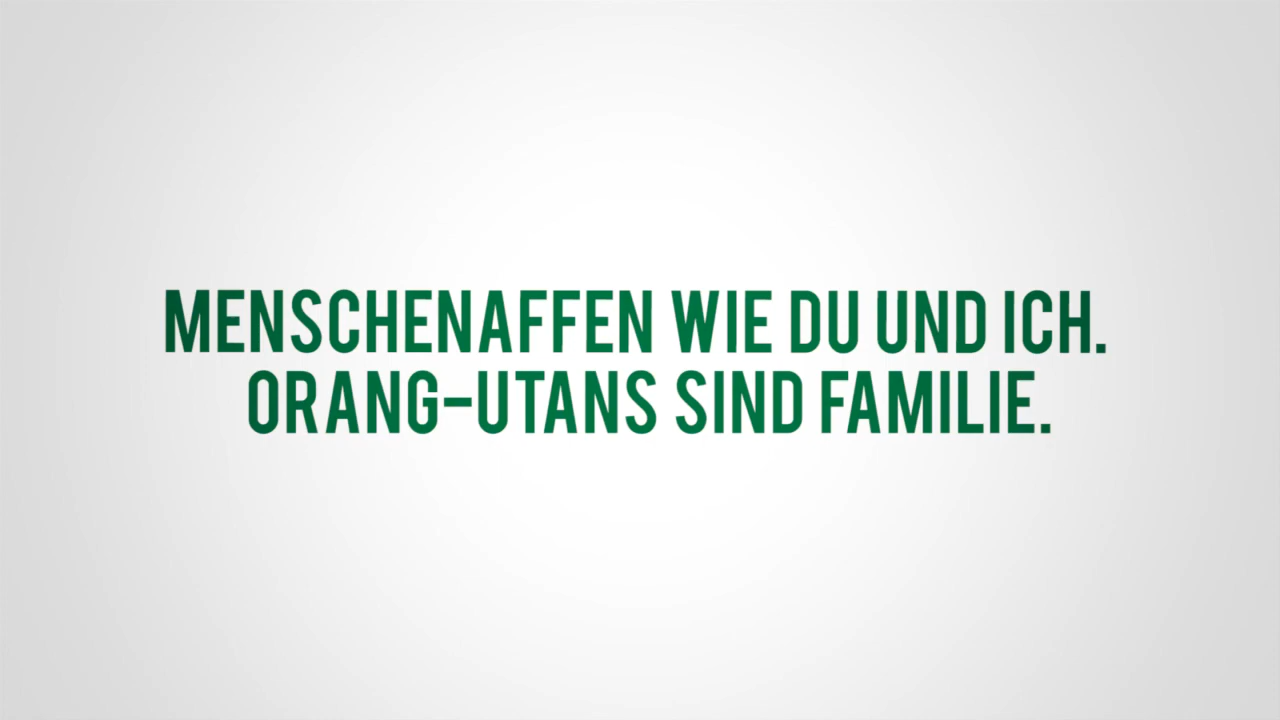 MENSCHENAFFEN WIE DU UND ICH.
ORANG-UTANS SIND FAMILIE.